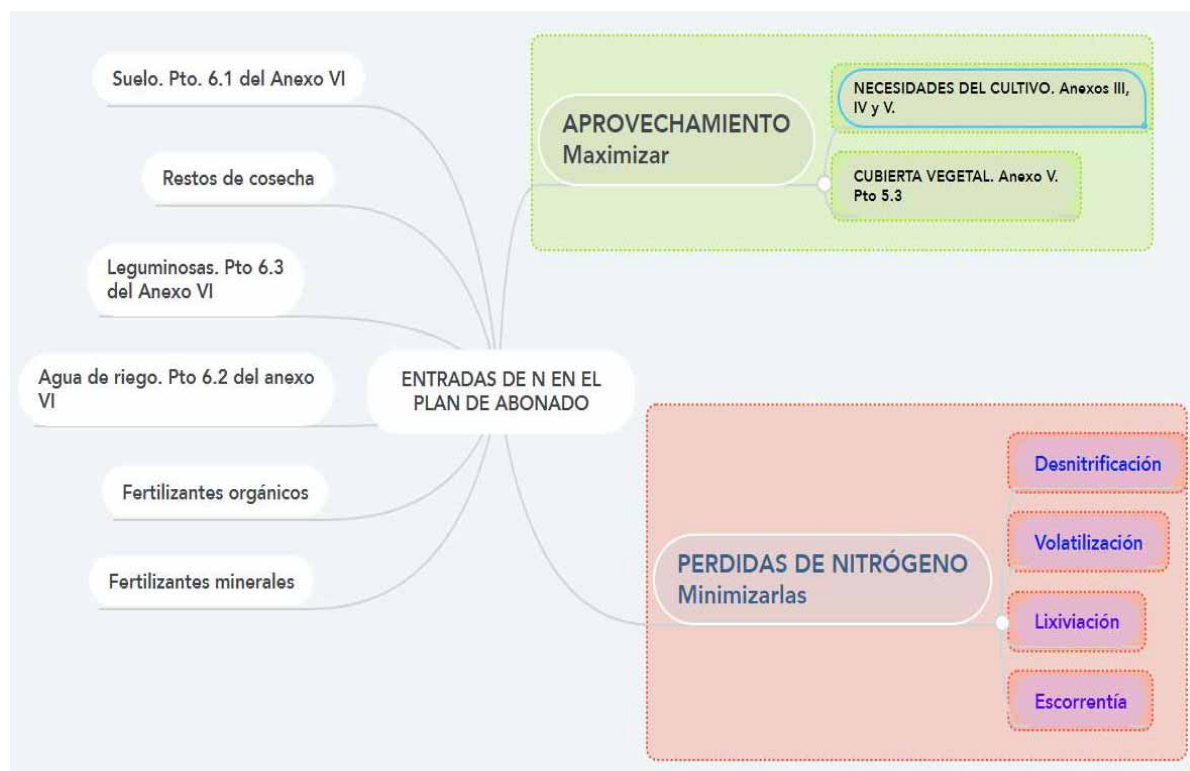 Suelo. Pto. 6.1 del Anexo VI
Restos de cosecha
Leguminosas. Pto 6.3
del Anexo VI
Agua de riego. Pto 6.2 del anexo
VI
Fertilizantes orgánicos
Fertilizantes minerales
ENTRADAS DE N EN EL
PLAN DE ABONADO
APROVECHAMIENTO
Maximizar
NECESIDADES DEL CULTIVO. Anexos III,
IV y V.
CUBIERTA VEGETAL. Anexo V.
Pto 5.3
PERDIDAS DE NITRÓGENO
Minimizarlas
Desnitrificación
Volatilización
Lixiviación
Escorrentía